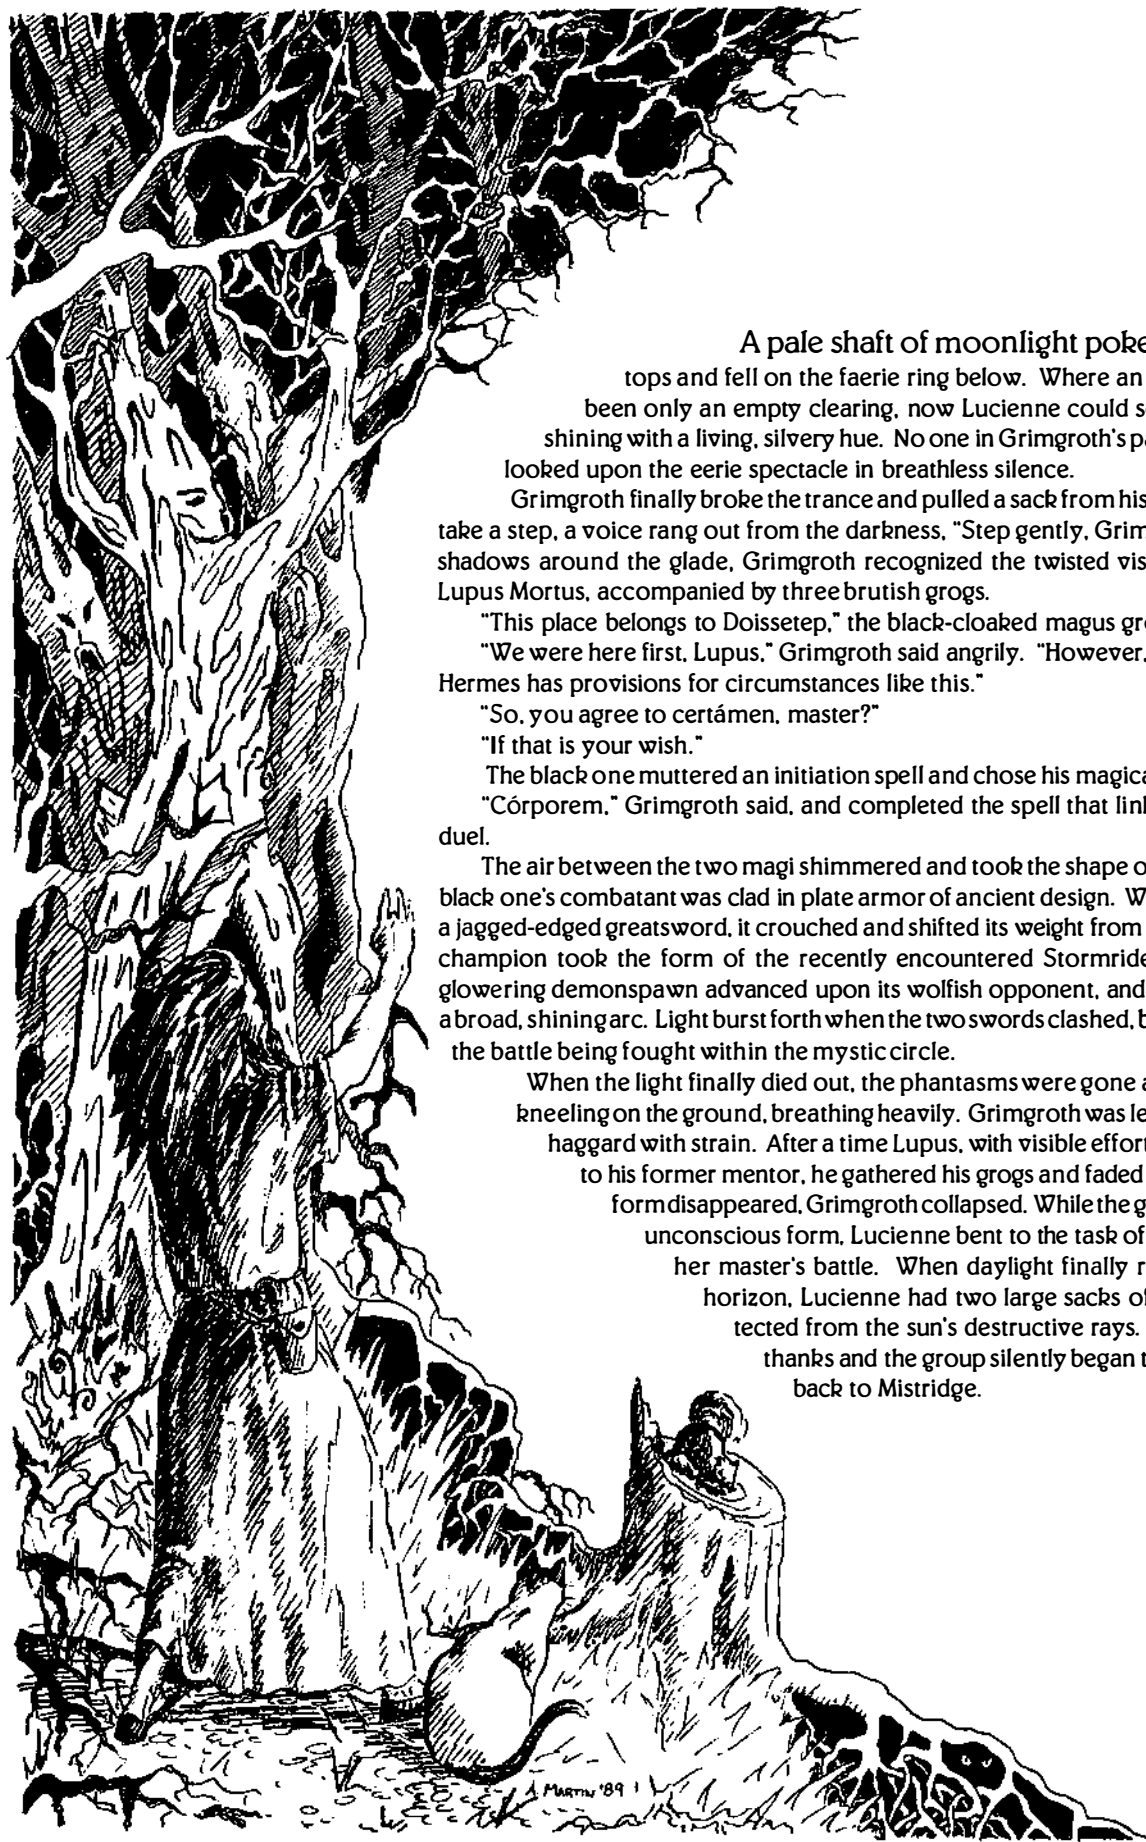 A pale shaft of moonlight poke
tops and fell on the faerie ring below. Where an
been only an empty clearing, now Lucienne could s
shining with a living, silvery hue. No one in Grimgroth's pa
looked upon the eerie spectacle in breathless silence.
Grimgroth finally broke the trance and pulled a sack from his
take a step, a voice rang out from the darkness, "Step gently, Grim
shadows around the glade, Grimgroth recognized the twisted vis
Lupus Mortus, accompanied by three brutish grogs.
"This place belongs to Doissetep," the black-cloaked magus gr
"We were here first, Lupus," Grimgroth said angrily. "However,
Hermes has provisions for circumstances like this."
"So, you agree to certámen, master?"
"If that is your wish."
The black one muttered an initiation spell and chose his magica
"Córporem," Grimgroth said, and completed the spell that lin
duel.
The air between the two magi shimmered and took the shape o
black one's combatant was clad in plate armor of ancient design. W
a jagged-edged greatsword, it crouched and shifted its weight from
champion took the form of the recently encountered Stormride
glowering demonspawn advanced upon its wolfish opponent, and
a broad, shining arc. Light burst forth when the two swords clashed, b
the battle being fought within the mystic circle.
When the light finally died out, the phantasms were gone a
kneeling on the ground, breathing heavily. Grimgroth was le
haggard with strain. After a time Lupus, with visible effort
to his former mentor, he gathered his grogs and faded
form disappeared, Grimgroth collapsed. While the g
unconscious form, Lucienne bent to the task of
her master's battle. When daylight finally r
horizon, Lucienne had two large sacks of
tected from the sun's destructive rays.
thanks and the group silently began t
back to Mistridge.
MARTIN '89